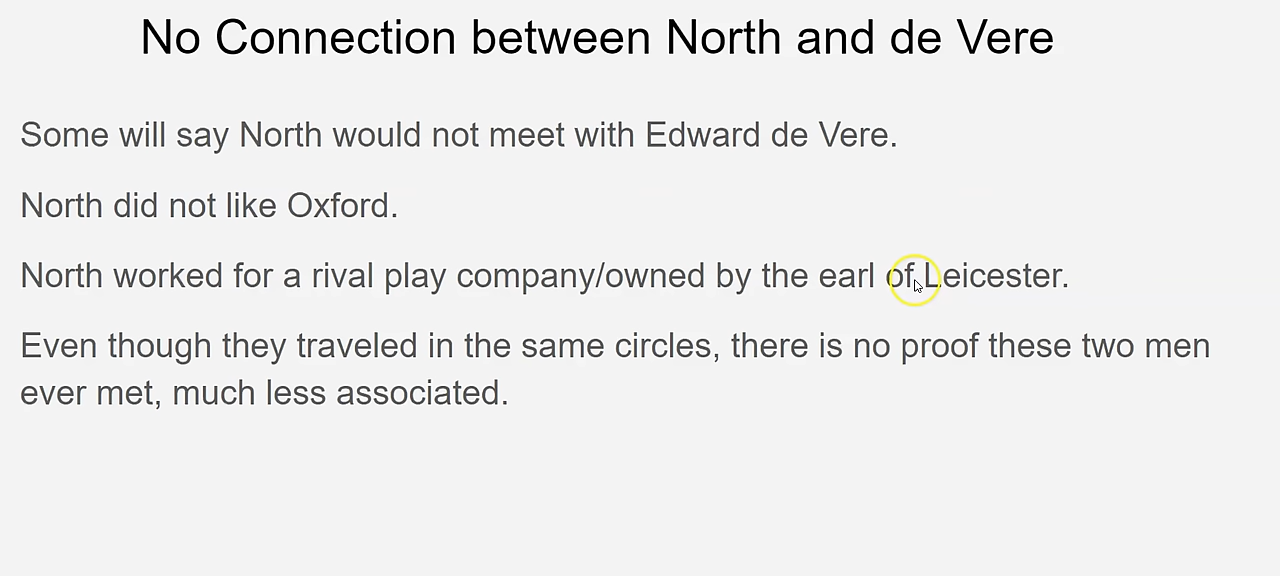 No Connection between North and de Vere
Some will say North would not meet with Edward de Vere.
North did not like Oxford.
North worked for a rival play company/owned by the earl of Leicester.
Even though they traveled in the same circles, there is no proof these two men
ever met, much less associated.